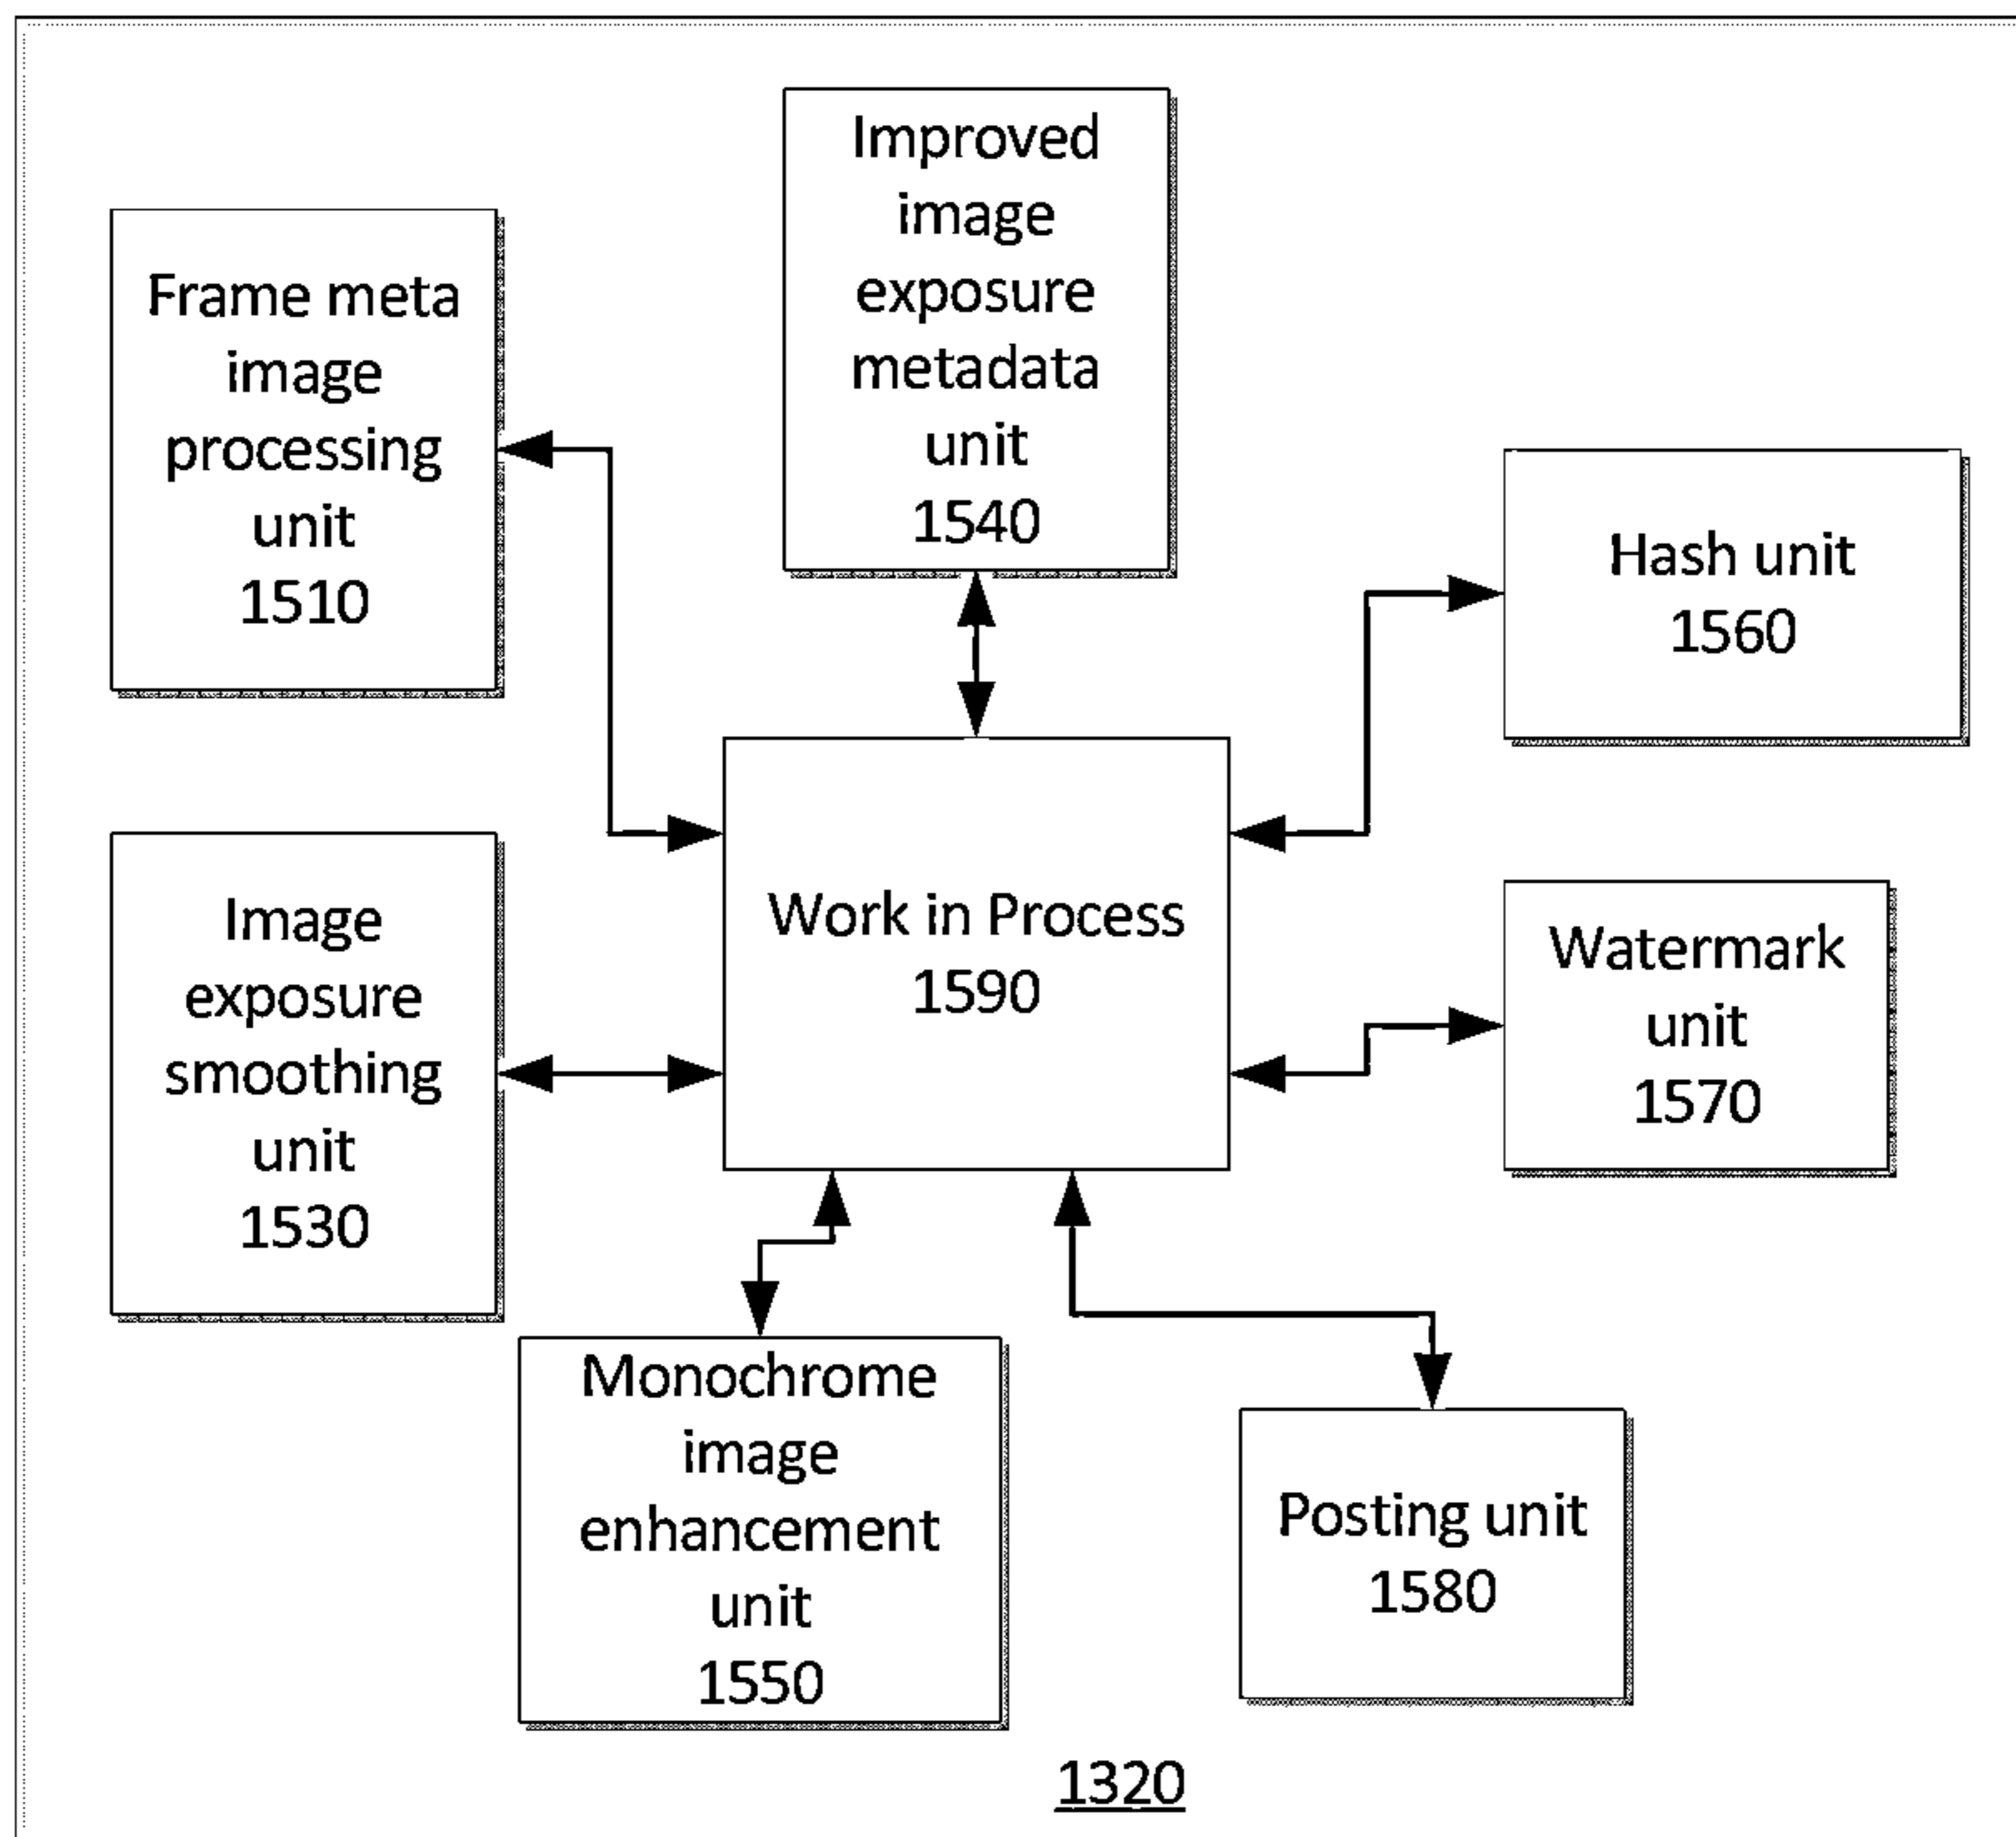 Improved
image
exposure
metadata
unit
1540
Frame meta
image
processing
unit
1510
Hash unit
1560
Work in Process
1590
Image
exposure
smoothing
unit
1530
Watermark
unit
1570
Monochrome
image
enhancement
unit
1550
Posting unit
1580
1320